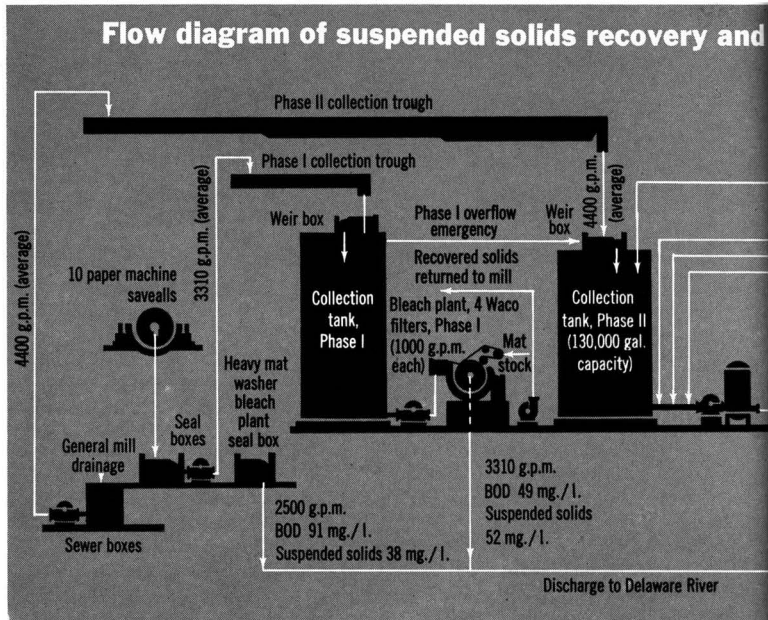 Flow diagram of suspended solids recovery and
Phase II collection trough
Phase I collection trough
4400 g.p.m. (average)
3310 g.p.m. (average)
4400 g.p.m.
(average)
Weir box
Phase I overflow
emergency
Weir
box
Recovered solids
returned to mill
10 paper machine
savealls
Collection
tank,
Phase I
Bleach plant, 4 Waco
filters, Phase I
(1000 g.p.m.
each)
Mat
stock
Collection
tank, Phase II
(130,000 gal.
capacity)
Heavy mat
washer
bleach
plant
seal box
Seal
boxes
General mill
drainage
Sewer boxes
2500 g.p.m.
BOD 91 mg./l.
Suspended solids 38 mg./l.
3310 g.p.m.
BOD 49 mg./l.
Suspended solids
52 mg./l.
Discharge to Delaware River